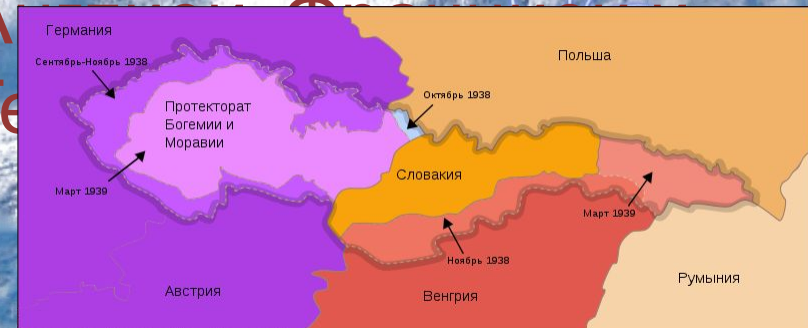 Германия
Польша
Сентябрь-Ноябрь 1938
Октябрь 1938
Протекторат
Богемии и
Моравии
Словакия
Март 1939
Март 1939
Ноябрь 1938
Австрия
Венгрия
Румыния